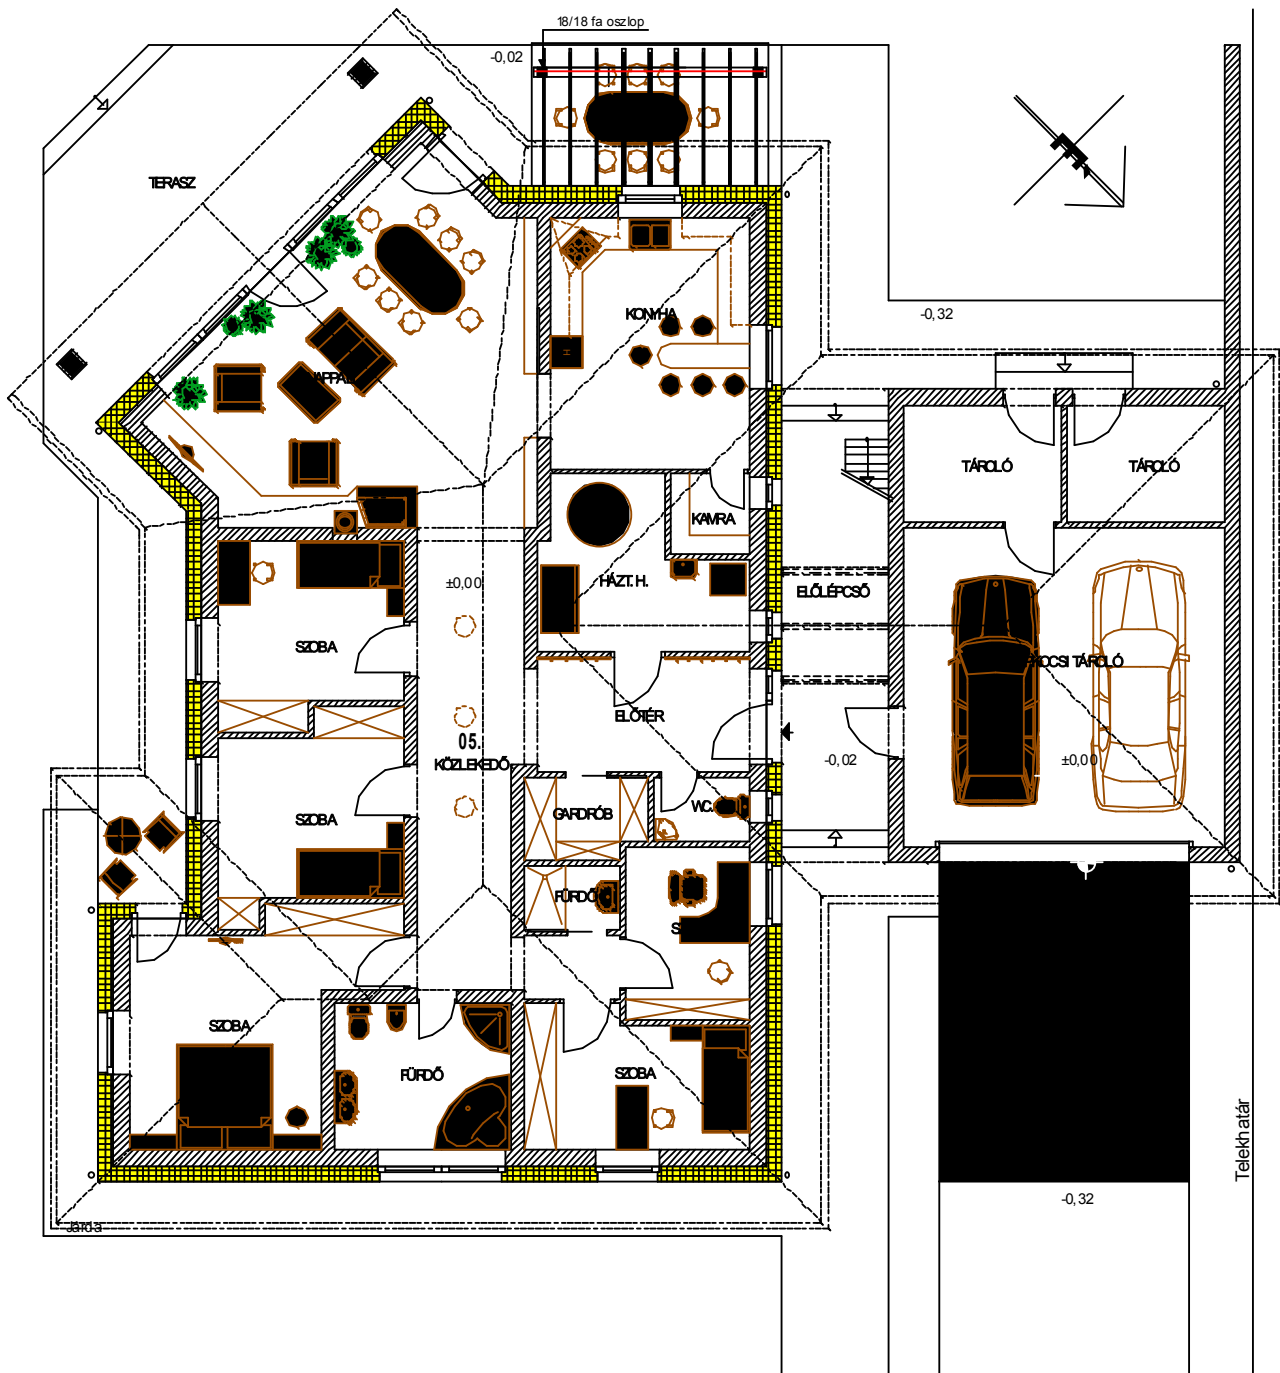 18/18 fa oszlop
-0,02
TERASZ
-0,32
KONYHA
TÁROLÓ
TÁROLÓ
KAMRA
±0,00
HÁZT. H.
ELŐLÉPCSŐ
SZOBA
TÁROLÓ
ELŐTÉR
05.
KÖZLEKEDŐ
-0,02
±0,00
GARDRÓB
WC.
SZOBA
FÜRDŐ
SZOBA
FÜRDŐ
SZOBA
Telekhatár
-0,32
Járda